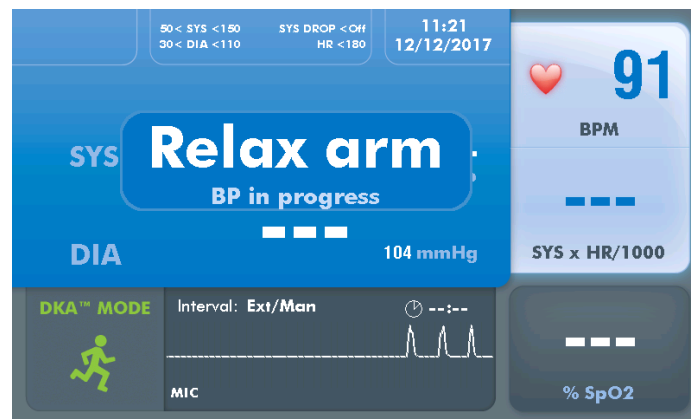 50< SYS <150 SYS DROP <Off 11:21
30< DIA <110 HR <180 12/12/2017
91
BPM
SYS
Relax arm
BP in progress
---
DIA 104 mmHg
---
SYS x HR/1000
DKA™ MODE Interval: Ext/Man --:--
MIC
---
% SpO2